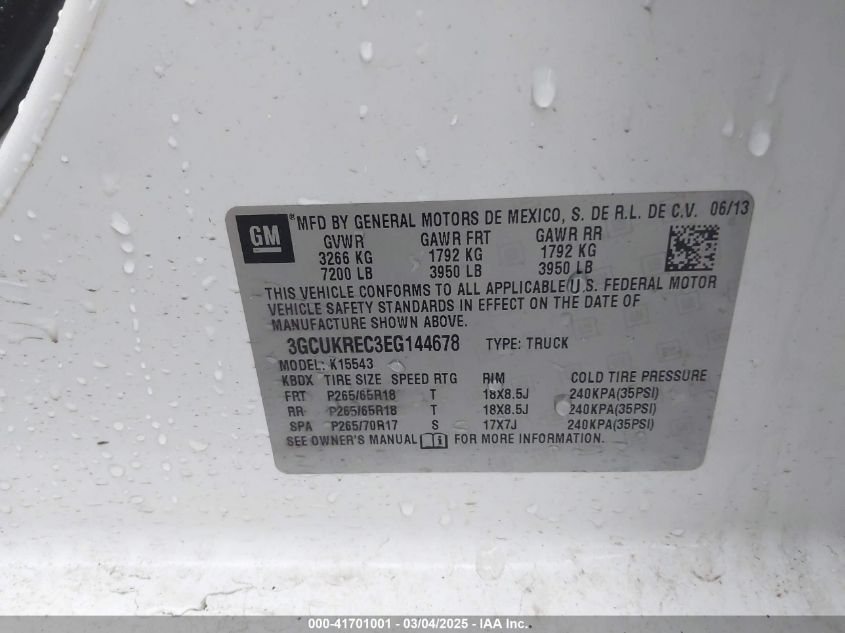 GM
® MFD BY GENERAL MOTORS DE MEXICO, S. DE R.L. DE C.V. 06/13
GVWR GAWR FRT GAWR RR
3266 KG 1792 KG 1792 KG
7200 LB 3950 LB 3950 LB
THIS VEHICLE CONFORMS TO ALL APPLICABLE U.S. FEDERAL MOTOR
VEHICLE SAFETY STANDARDS IN EFFECT ON THE DATE OF
MANUFACTURE SHOWN ABOVE.
3GCUKREC3EG144678 TYPE: TRUCK
MODEL: K15543
KBDX TIRE SIZE SPEED RTG RIM COLD TIRE PRESSURE
FRT P265/65R18 T 18X8.5J 240KPA(35PSI)
RR P265/65R18 T 18X8.5J 240KPA(35PSI)
SPA P265/70R17 S 17X7J 240KPA(35PSI)
SEE OWNER'S MANUAL i FOR MORE INFORMATION.
000-41701001 - 03/04/2025 - IAA Inc.